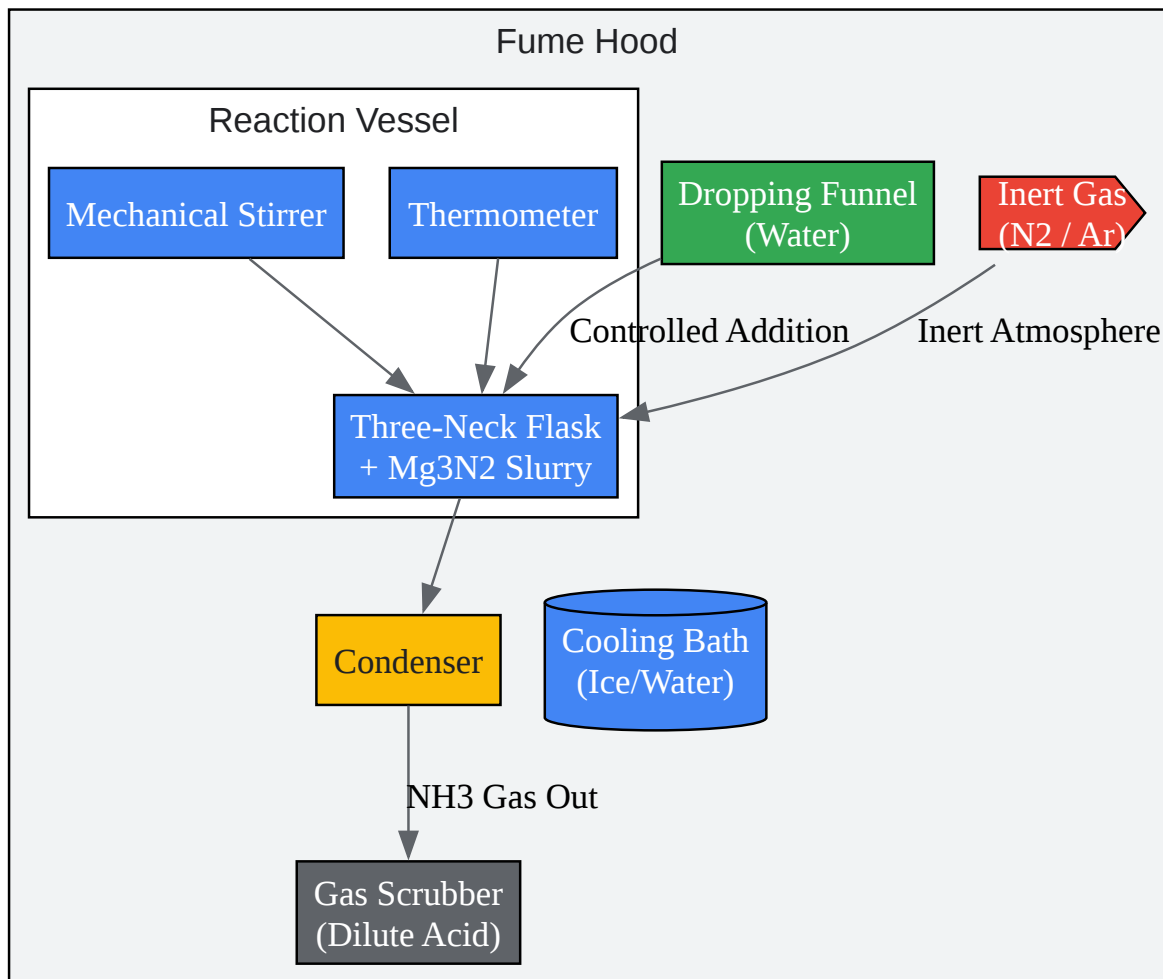 Fume Hood
Reaction Vessel
Mechanical Stirrer
Thermometer
Dropping Funnel
(Water)
Inert Gas
(N2 / Ar)
Controlled Addition
Inert Atmosphere
Three-Neck Flask
+ Mg3N2 Slurry
Condenser
Cooling Bath
(Ice/Water)
NH3 Gas Out
Gas Scrubber
(Dilute Acid)